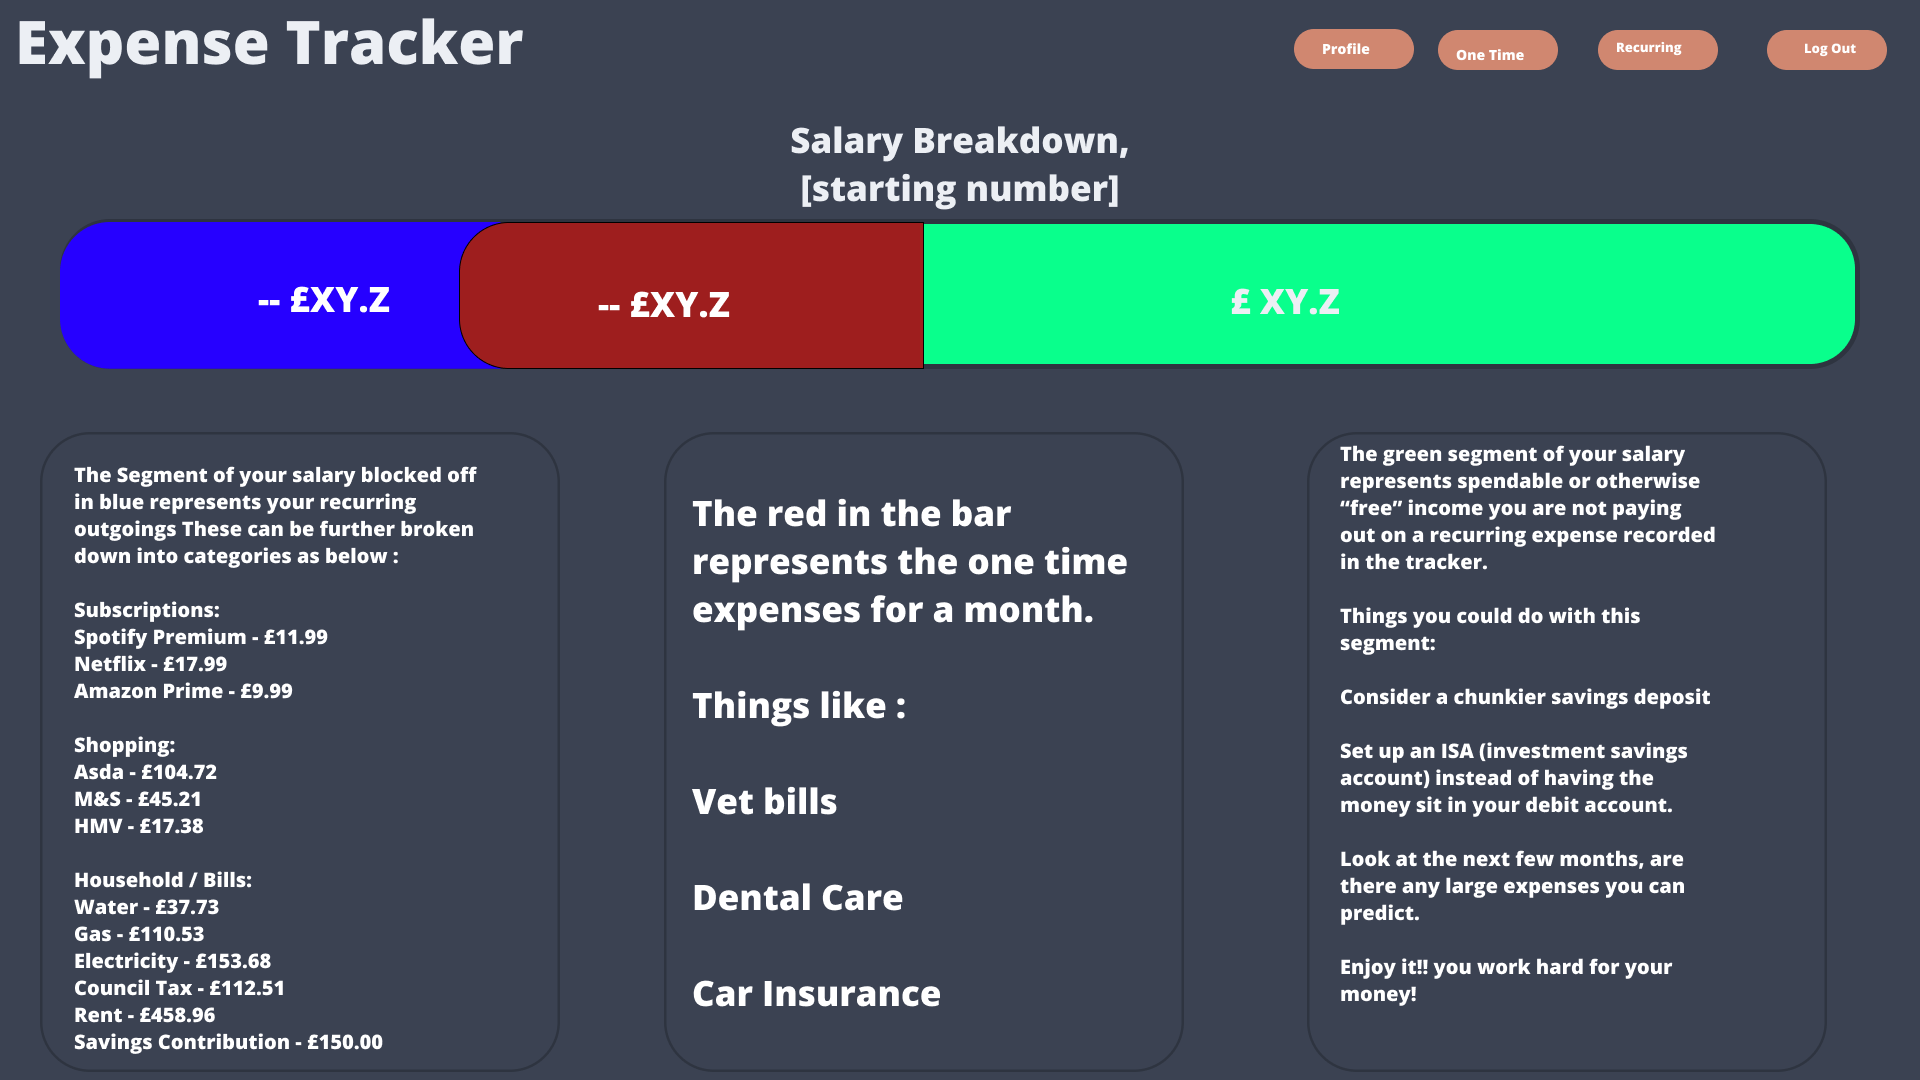 Expense Tracker
Profile
One Time
Recurring
Log Out
Salary Breakdown,
[starting number]
-- £XY.Z
-- £XY.Z
£ XY.Z
The Segment of your salary blocked off
in blue represents your recurring
outgoings These can be further broken
down into categories as below :
Subscriptions:
Spotify Premium - £11.99
Netflix - £17.99
Amazon Prime - £9.99
Shopping:
Asda - £104.72
M&S - £45.21
HMV - £17.38
Household / Bills:
Water - £37.73
Gas - £110.53
Electricity - £153.68
Council Tax - £112.51
Rent - £458.96
Savings Contribution - £150.00
The red in the bar
represents the one time
expenses for a month.
Things like :
Vet bills
Dental Care
Car Insurance
The green segment of your salary
represents spendable or otherwise
“free” income you are not paying
out on a recurring expense recorded
in the tracker.
Things you could do with this
segment:
Consider a chunkier savings deposit
Set up an ISA (investment savings
account) instead of having the
money sit in your debit account.
Look at the next few months, are
there any large expenses you can
predict.
Enjoy it!! you work hard for your
money!